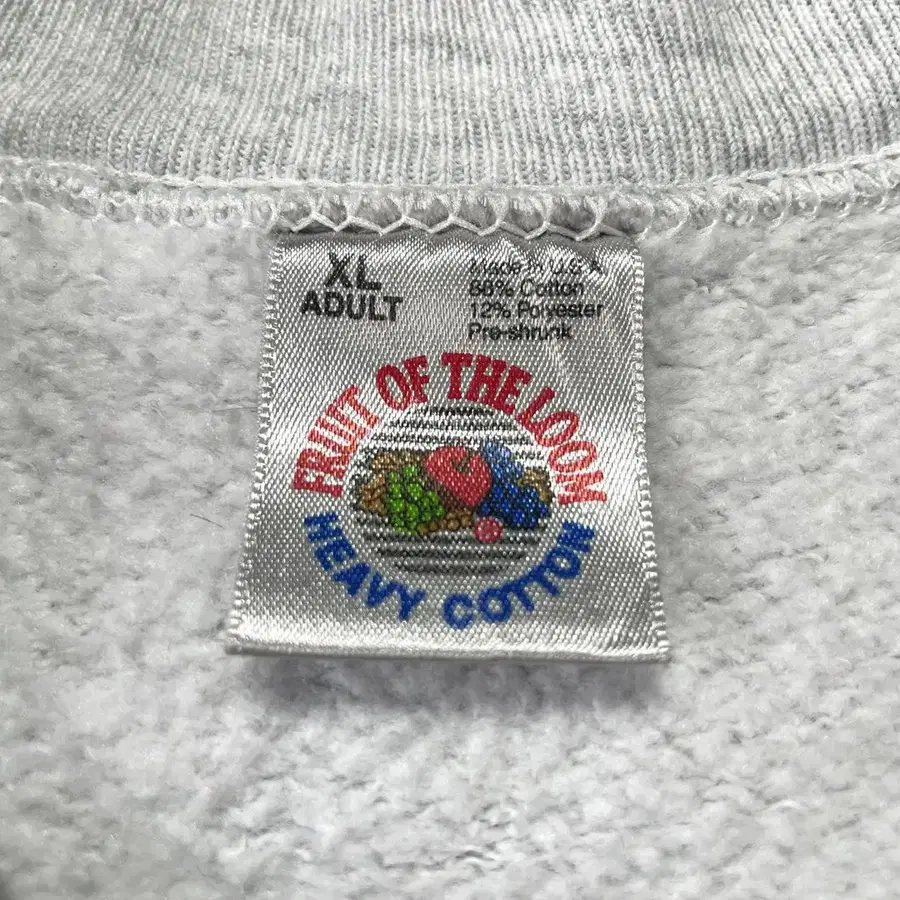 XL
ADULT
Made in U.S.A.
88% Cotton
12% Polyester
Pre-shrunk
FRUIT OF THE LOOM
HEAVY COTTON